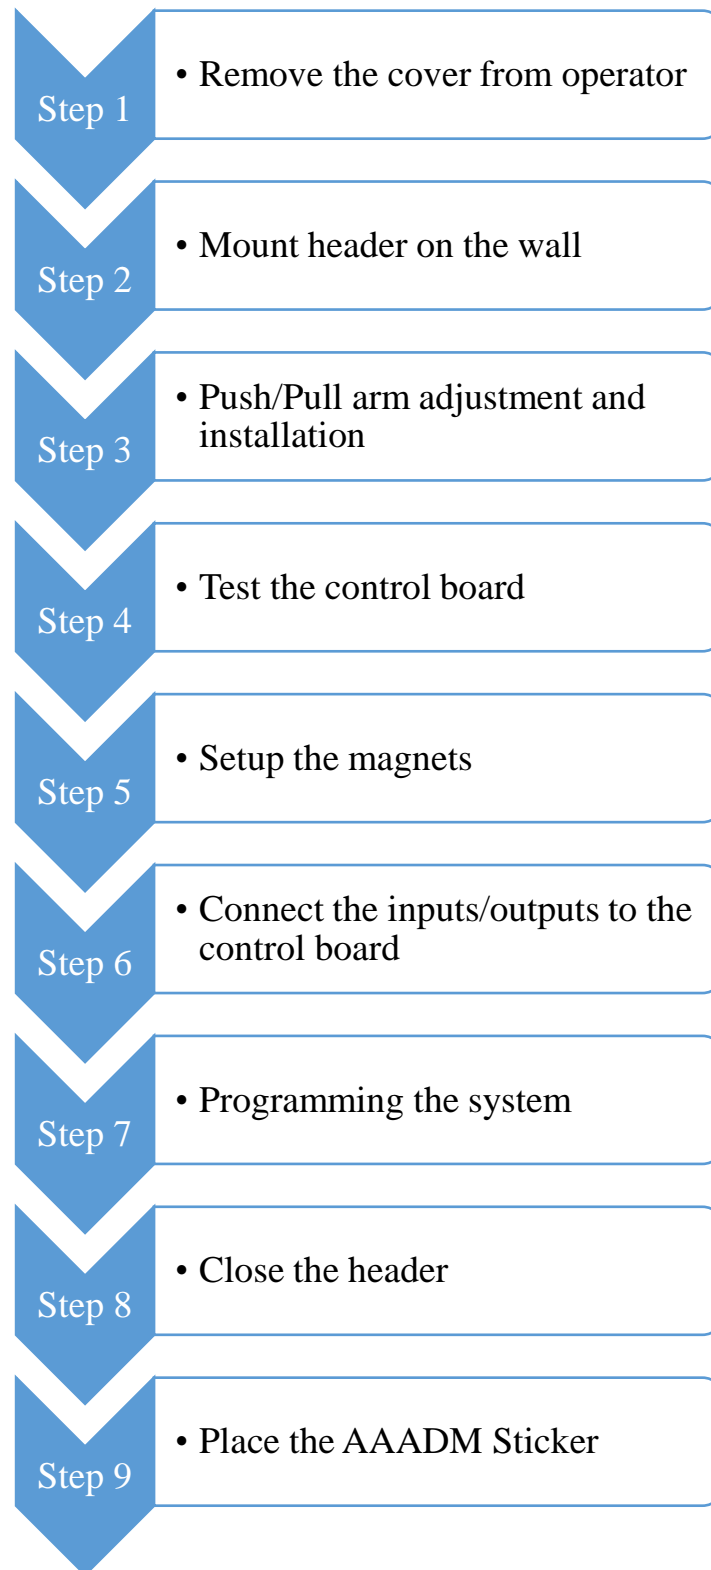 Step 1
• Remove the cover from operator
Step 2
• Mount header on the wall
Step 3
• Push/Pull arm adjustment and
installation
Step 4
• Test the control board
Step 5
• Setup the magnets
Step 6
• Connect the inputs/outputs to the
control board
Step 7
• Programming the system
Step 8
• Close the header
Step 9
• Place the AAADM Sticker